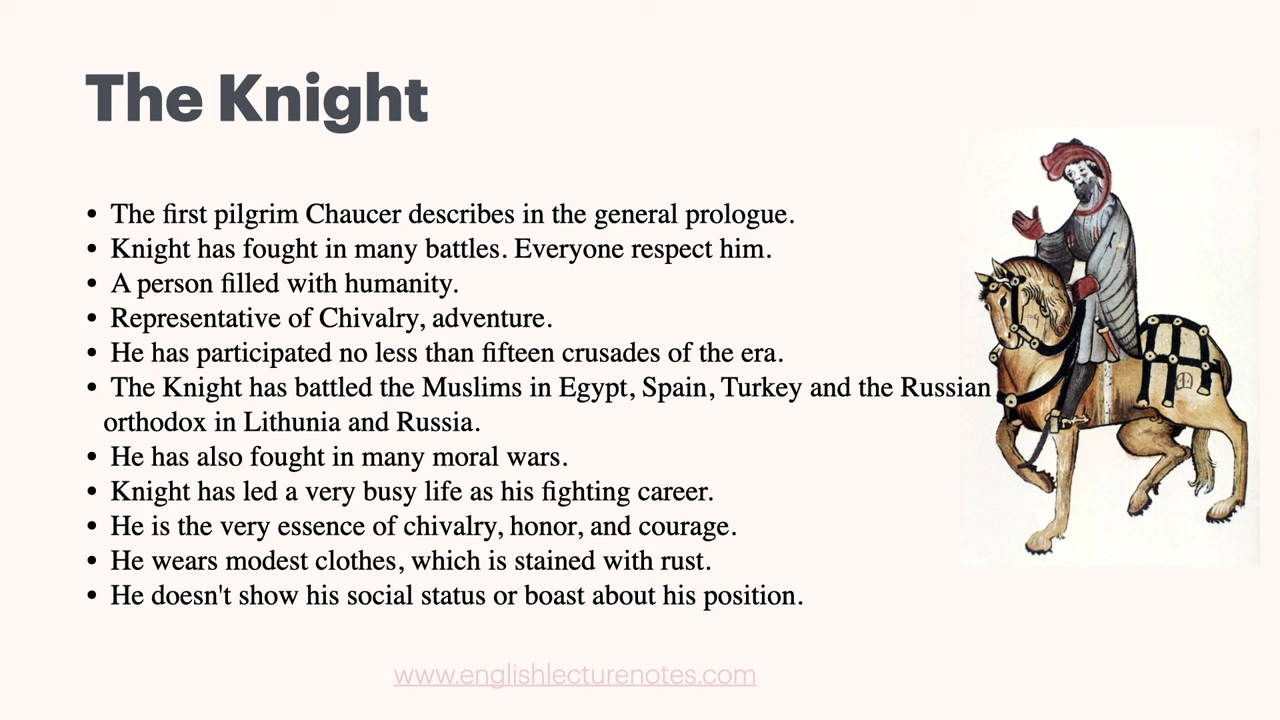 The Knight
• The first pilgrim Chaucer describes in the general prologue.
• Knight has fought in many battles. Everyone respect him.
• A person filled with humanity.
• Representative of Chivalry, adventure.
• He has participated no less than fifteen crusades of the era.
• The Knight has battled the Muslims in Egypt, Spain, Turkey and the Russian
orthodox in Lithunia and Russia.
• He has also fought in many moral wars.
• Knight has led a very busy life as his fighting career.
• He is the very essence of chivalry, honor, and courage.
• He wears modest clothes, which is stained with rust.
• He doesn't show his social status or boast about his position.
www.englishlecturenotes.com